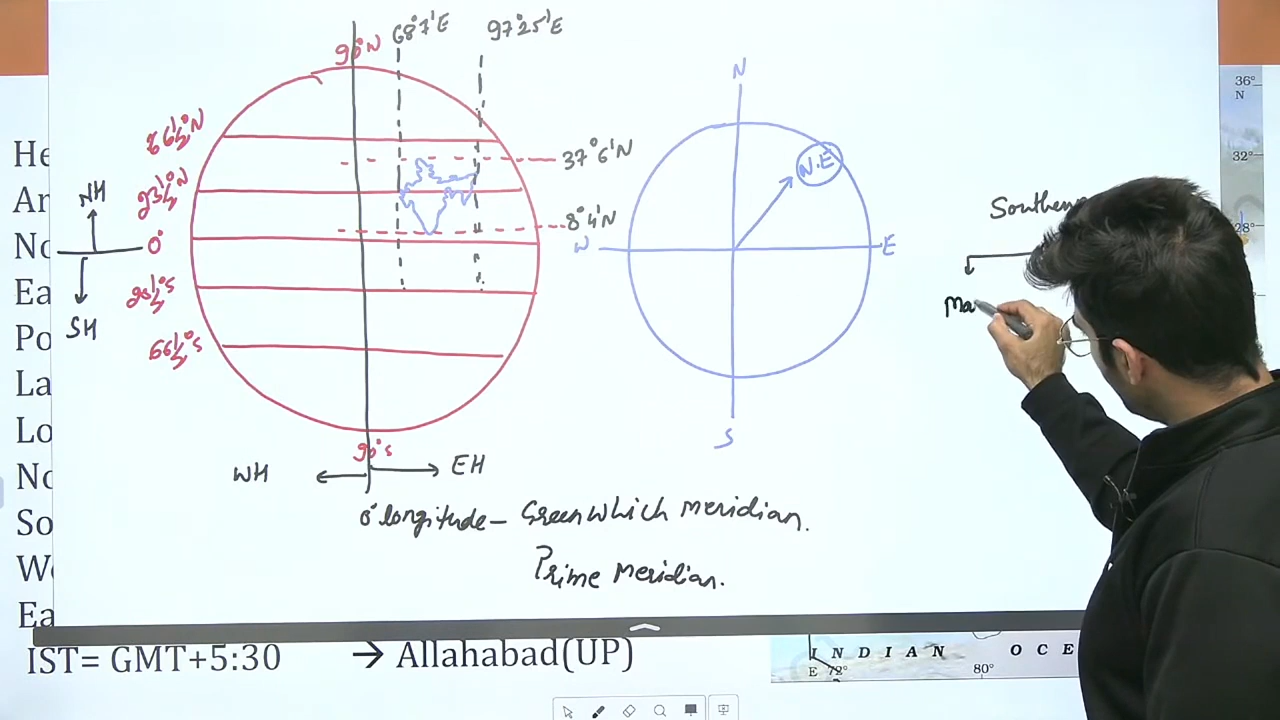 68°7'E
97°25'E
90°N
66½°N
23½°N
0°
23½°S
66½°S
90°S
NH
SH
37°6'N
8°4'N
WH
EH
0° longitude – Greenwhich Meridian.
Prime Meridian.
N
N.E
W
E
S
Southe
Ma
He
Ar
No
Ea
Po
La
Lo
No
So
We
Ea
IST= GMT+5:30 → Allahabad(UP)
36°
N
32°
28°
INDIAN OCE
E 72°
80°